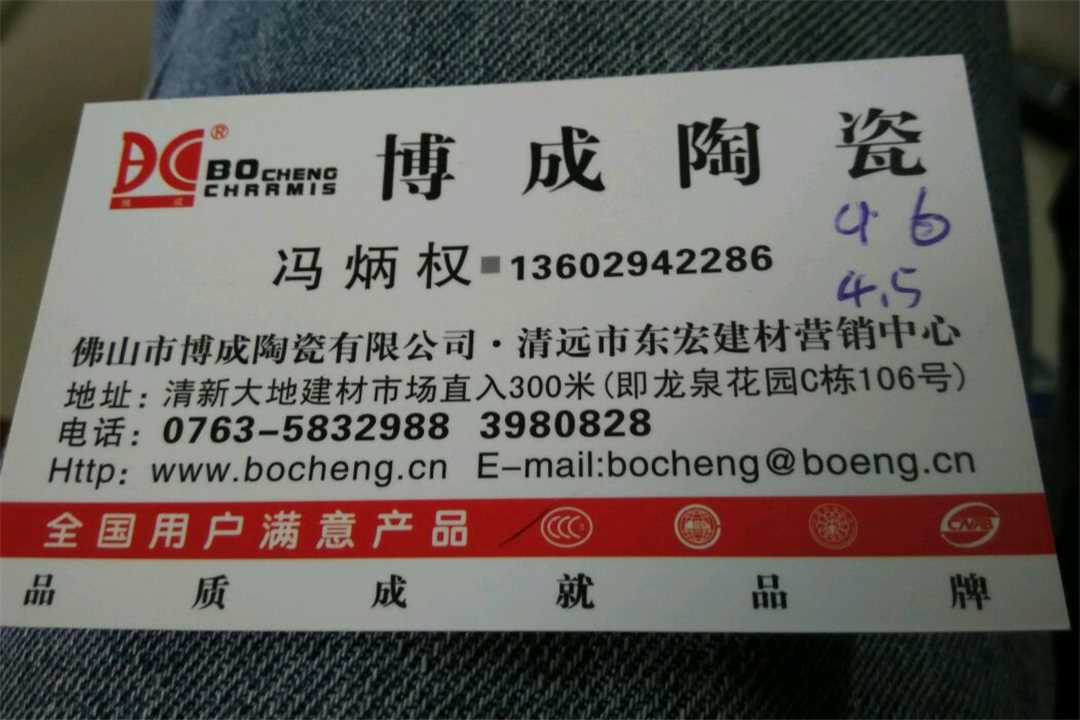 BOCHENG
CHARMIS
博成
博成陶瓷
46
冯炳权 13602942286
4.5
佛山市博成陶瓷有限公司·清远市东宏建材营销中心
地址：清新大地建材市场直入300米(即龙泉花园C栋106号)
电话：0763-5832988 3980828
Http：www.bocheng.cn E-mail:bocheng@boeng.cn
全国用户满意产品
品质成就品牌